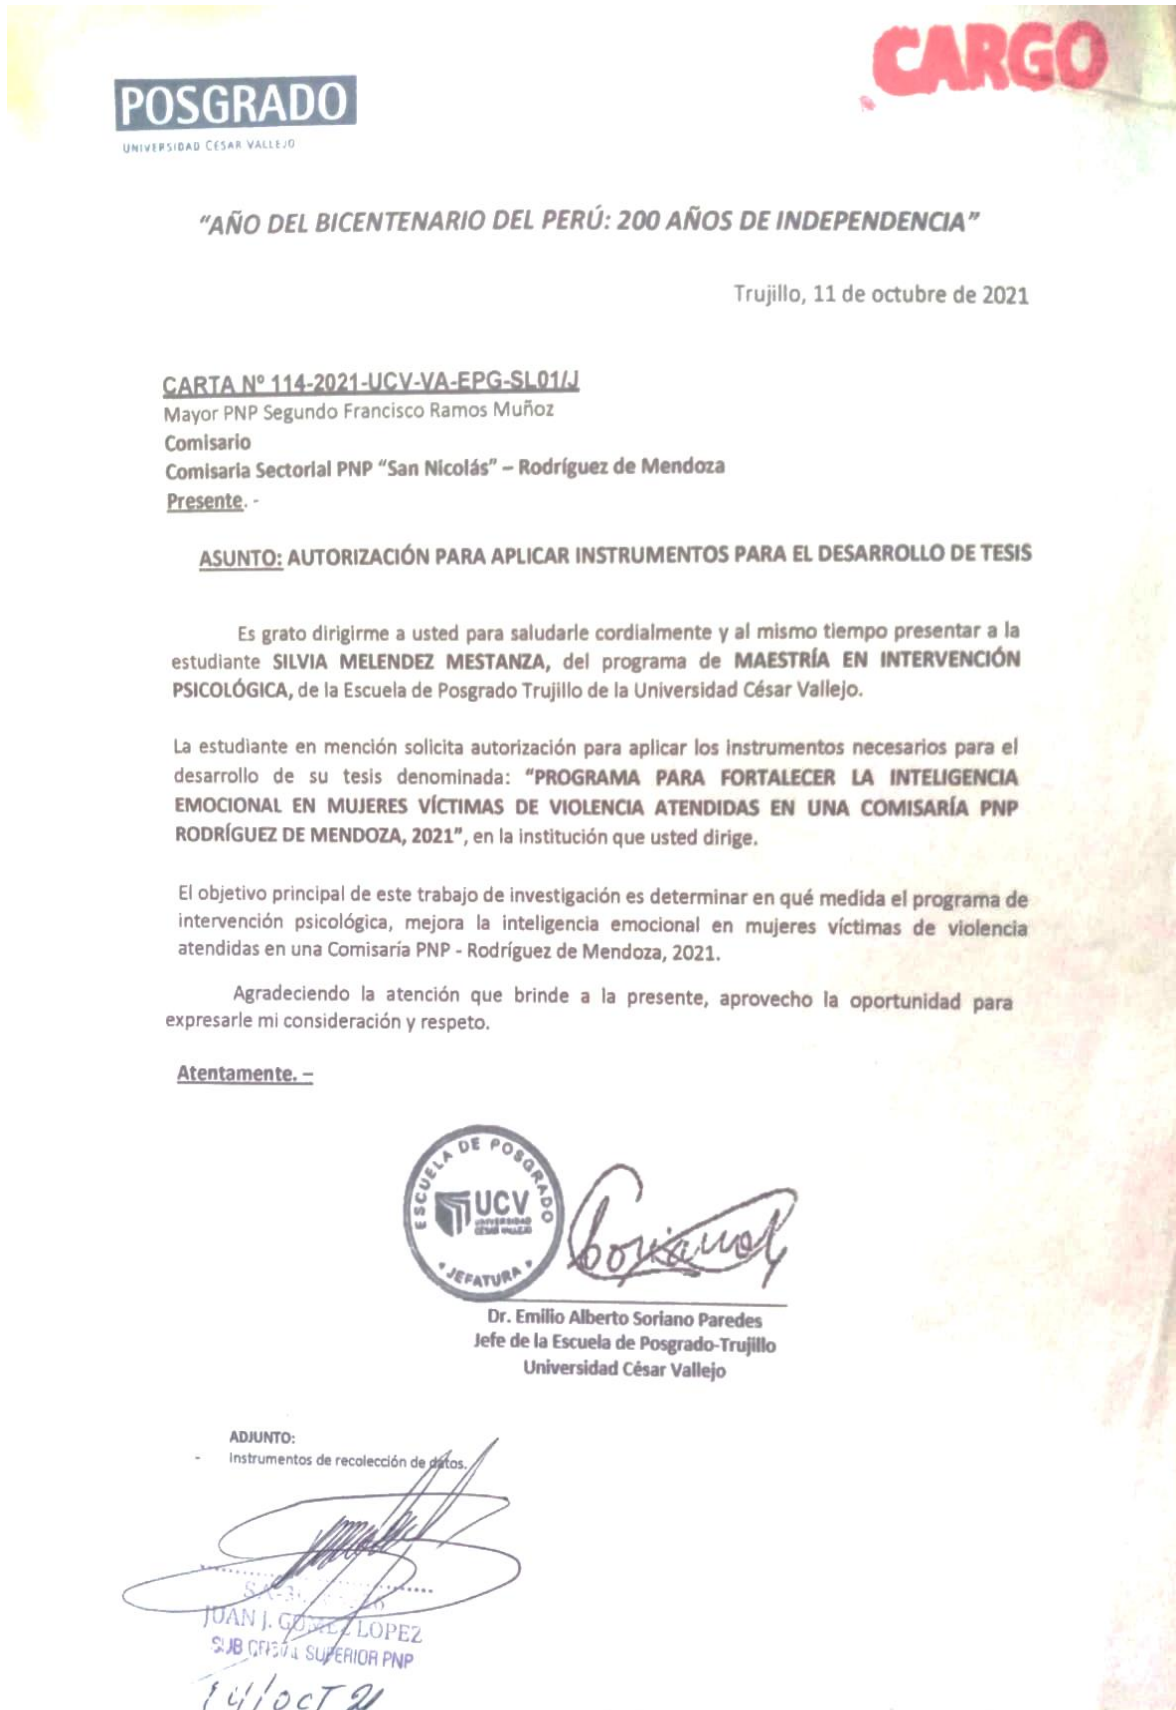 CARGO
POSGRADO
UNIVERSIDAD CÉSAR VALLEJO
“AÑO DEL BICENTENARIO DEL PERÚ: 200 AÑOS DE INDEPENDENCIA”
Trujillo, 11 de octubre de 2021
CARTA Nº 114-2021-UCV-VA-EPG-SL01/J
Mayor PNP Segundo Francisco Ramos Muñoz
Comisario
Comisaria Sectorial PNP “San Nicolás” – Rodríguez de Mendoza
Presente. -
ASUNTO: AUTORIZACIÓN PARA APLICAR INSTRUMENTOS PARA EL DESARROLLO DE TESIS
Es grato dirigirme a usted para saludarle cordialmente y al mismo tiempo presentar a la
estudiante SILVIA MELENDEZ MESTANZA, del programa de MAESTRÍA EN INTERVENCIÓN
PSICOLÓGICA, de la Escuela de Posgrado Trujillo de la Universidad César Vallejo.
La estudiante en mención solicita autorización para aplicar los instrumentos necesarios para el
desarrollo de su tesis denominada: “PROGRAMA PARA FORTALECER LA INTELIGENCIA
EMOCIONAL EN MUJERES VÍCTIMAS DE VIOLENCIA ATENDIDAS EN UNA COMISARÍA PNP
RODRÍGUEZ DE MENDOZA, 2021”, en la institución que usted dirige.
El objetivo principal de este trabajo de investigación es determinar en qué medida el programa de
intervención psicológica, mejora la inteligencia emocional en mujeres víctimas de violencia
atendidas en una Comisaría PNP - Rodríguez de Mendoza, 2021.
Agradeciendo la atención que brinde a la presente, aprovecho la oportunidad para
expresarle mi consideración y respeto.
Atentamente. –
ESCUELA DE POSGRADO
UCV
UNIVERSIDAD
CÉSAR VALLEJO
JEFATURA
Dr. Emilio Alberto Soriano Paredes
Jefe de la Escuela de Posgrado-Trujillo
Universidad César Vallejo
ADJUNTO:
- Instrumentos de recolección de datos.
JUAN J. GOMEZ LOPEZ
SUPERIOR PNP
14/OCT 21